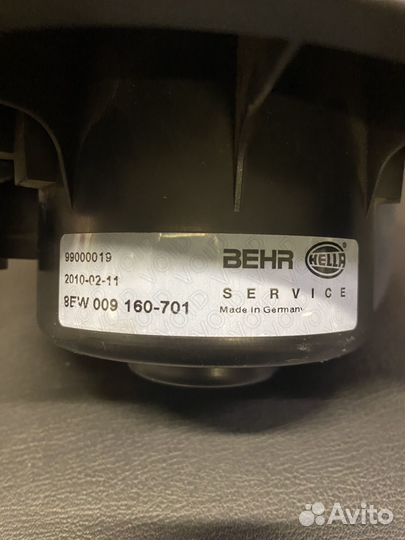 99000019
2010-02-11
8EW 009 160-701
BEHR HELLA
SERVICE
Made in Germany
Avito